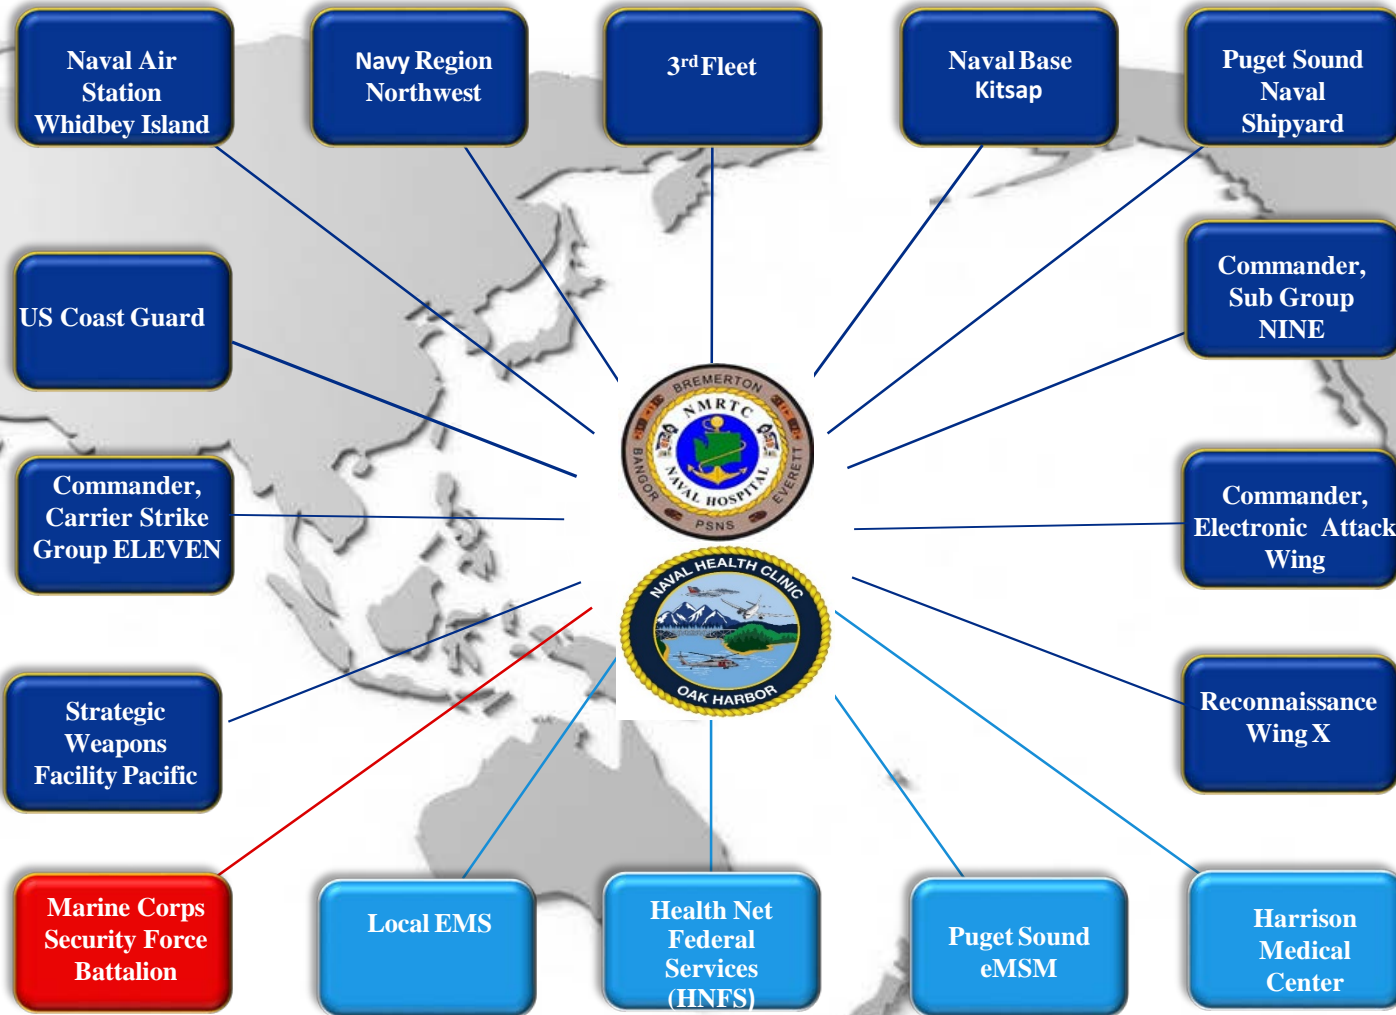 Naval Air
Station
Whidbey Island
Navy Region
Northwest
3rd Fleet
Naval Base
Kitsap
Puget Sound
Naval
Shipyard
US Coast Guard
Commander,
Sub Group
NINE
BREMERTON
BANGOR
EVERETT
PSNS
NMRTC
NAVAL HOSPITAL
Commander,
Carrier Strike
Group ELEVEN
Commander,
Electronic Attack
Wing
NAVAL HEALTH CLINIC
OAK HARBOR
Strategic
Weapons
Facility Pacific
Reconnaissance
Wing X
Marine Corps
Security Force
Battalion
Local EMS
Health Net
Federal
Services
(HNFS)
Puget Sound
eMSM
Harrison
Medical
Center